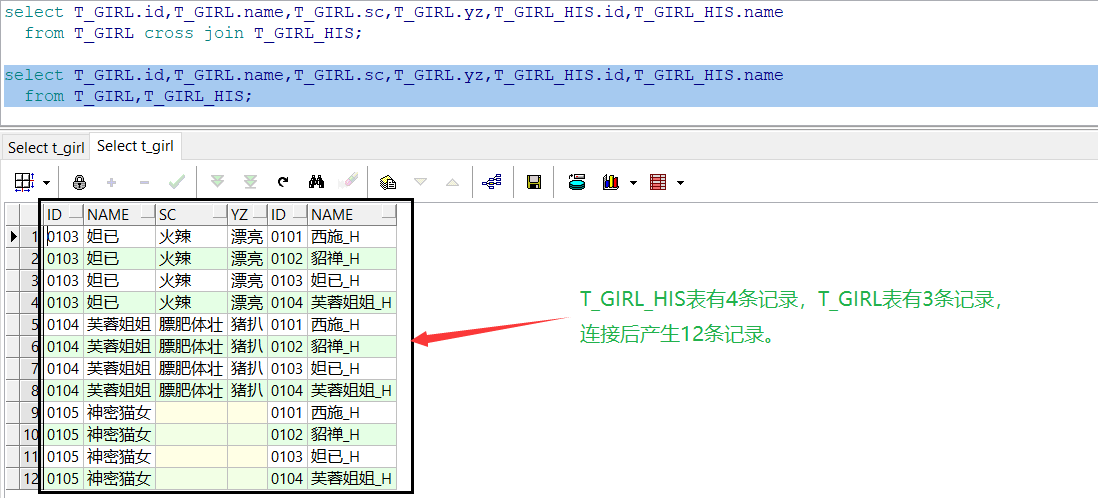 select T_GIRL.id,T_GIRL.name,T_GIRL.sc,T_GIRL.yz,T_GIRL_HIS.id,T_GIRL_HIS.name
from T_GIRL cross join T_GIRL_HIS;
select T_GIRL.id,T_GIRL.name,T_GIRL.sc,T_GIRL.yz,T_GIRL_HIS.id,T_GIRL_HIS.name
from T_GIRL,T_GIRL_HIS;
Select t_girl Select t_girl
ID NAME SC YZ ID NAME
1 0103 妲已 火辣 漂亮 0101 西施_H
2 0103 妲已 火辣 漂亮 0102 貂禅_H
3 0103 妲已 火辣 漂亮 0103 妲已_H
4 0103 妲已 火辣 漂亮 0104 芙蓉姐姐_H
5 0104 芙蓉姐姐 膘肥体壮 猪扒 0101 西施_H
6 0104 芙蓉姐姐 膘肥体壮 猪扒 0102 貂禅_H
7 0104 芙蓉姐姐 膘肥体壮 猪扒 0103 妲已_H
8 0104 芙蓉姐姐 膘肥体壮 猪扒 0104 芙蓉姐姐_H
9 0105 神密猫女 0101 西施_H
10 0105 神密猫女 0102 貂禅_H
11 0105 神密猫女 0103 妲已_H
12 0105 神密猫女 0104 芙蓉姐姐_H
T_GIRL_HIS表有4条记录，T_GIRL表有3条记录，
连接后产生12条记录。